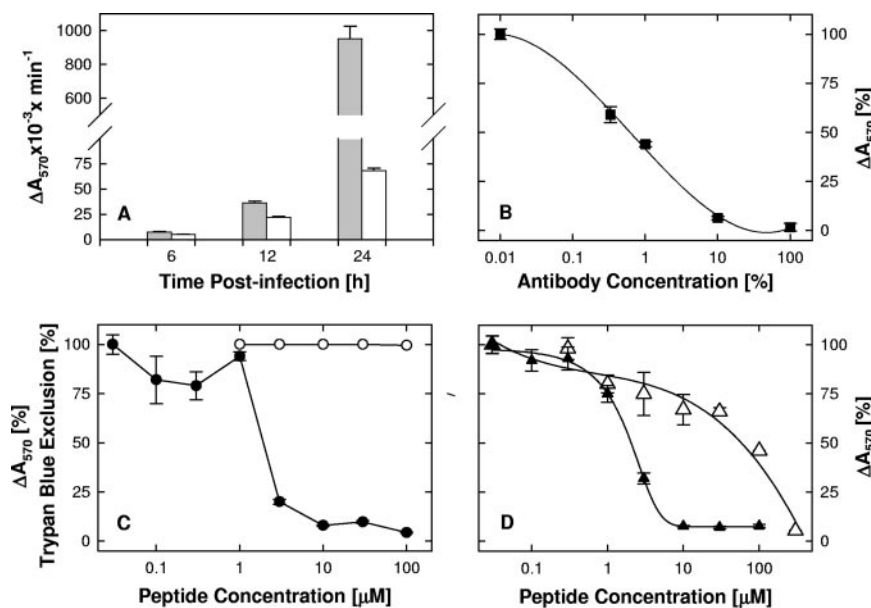 1000
800
600
75
50
25
0
ΔA570x10-3x min-1
A
6 12 24
Time Post-infection [h]
100
75
50
25
0
ΔA570 [%]
B
0.01 0.1 1 10 100
Antibody Concentration [%]
100
75
50
25
0
ΔA570 [%]
Trypan Blue Exclusion [%]
C
0.1 1 10 100
Peptide Concentration [μM]
100
75
50
25
0
ΔA570 [%]
D
0.1 1 10 100
Peptide Concentration [μM]